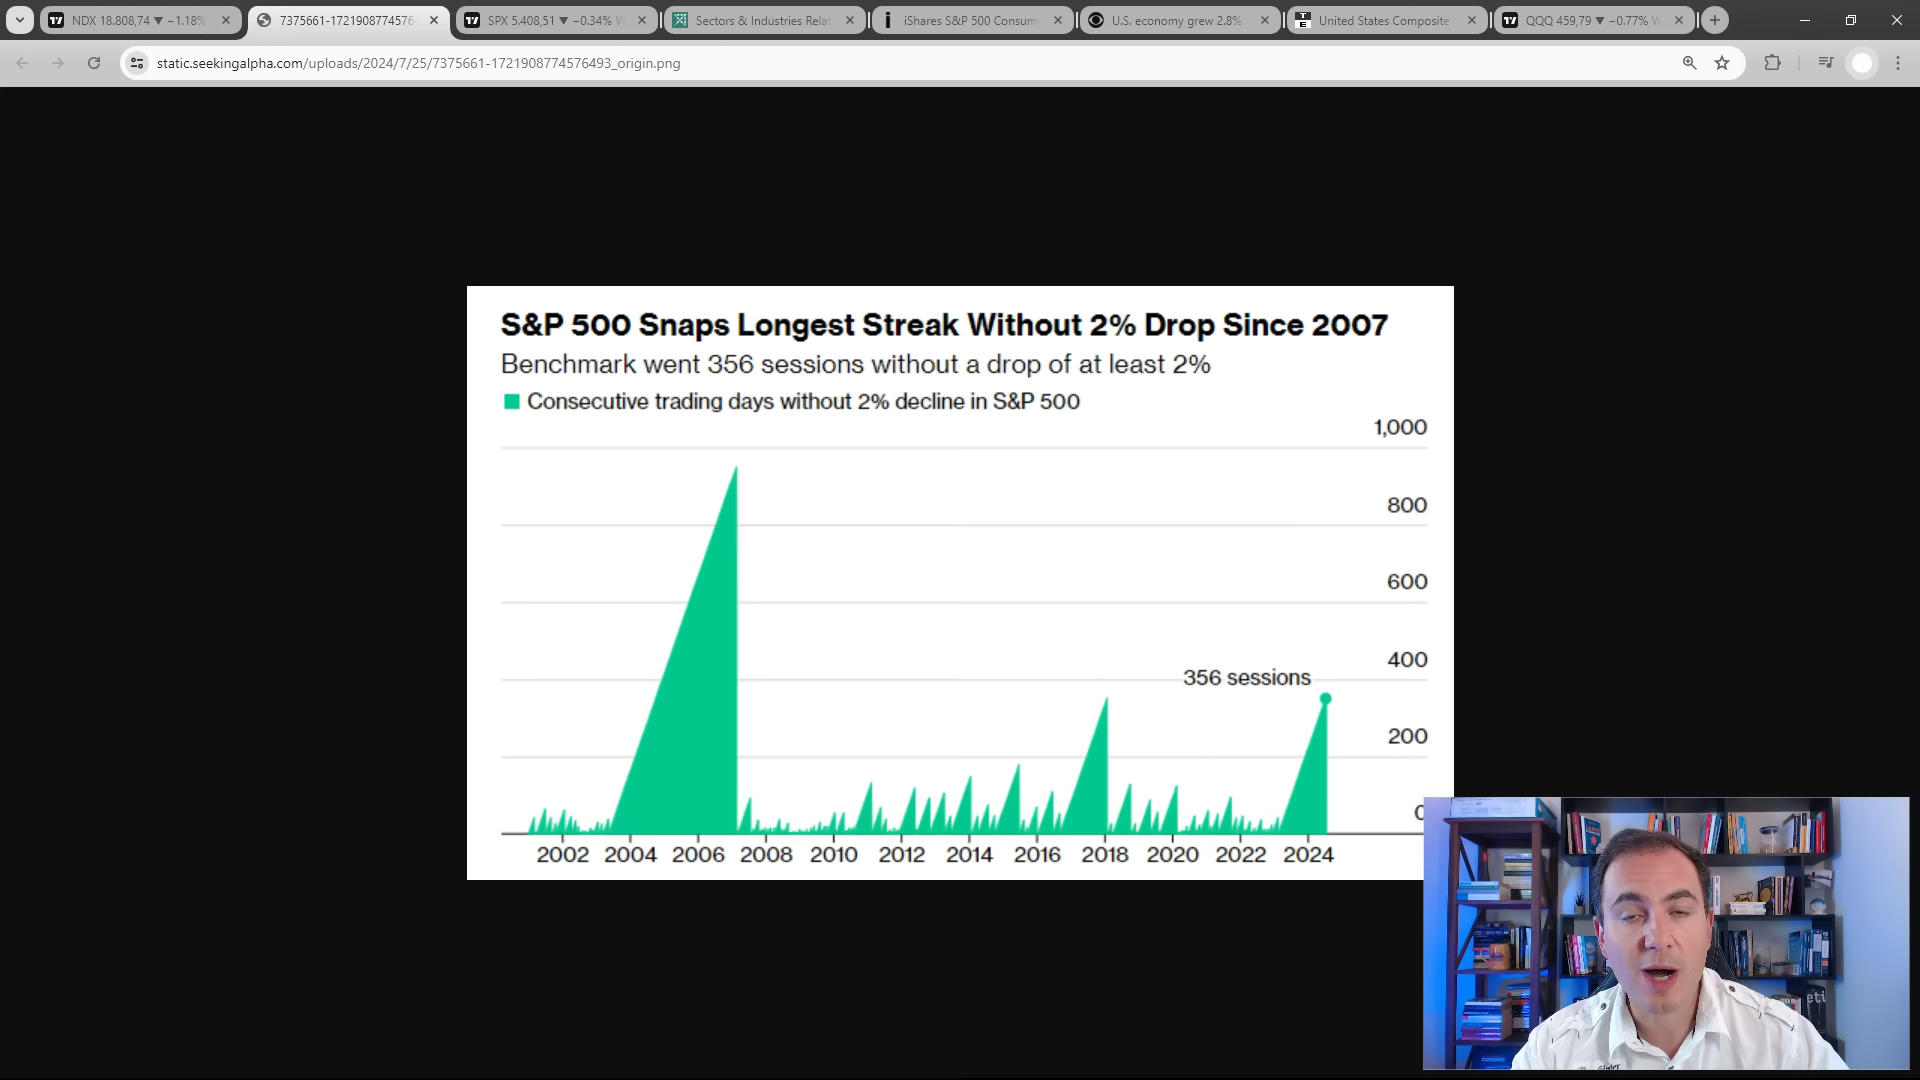 NDX 18.808,74 ▼ −1.18%
7375661-1721908774576
SPX 5.408,51 ▼ −0.34%
Sectors & Industries Rela
iShares S&P 500 Consum
U.S. economy grew 2.8%
United States Composite
QQQ 459,79 ▼ −0.77%
static.seekingalpha.com/uploads/2024/7/25/7375661-1721908774576493_origin.png
S&P 500 Snaps Longest Streak Without 2% Drop Since 2007
Benchmark went 356 sessions without a drop of at least 2%
Consecutive trading days without 2% decline in S&P 500
1,000
800
600
400
356 sessions
200
0
2002 2004 2006 2008 2010 2012 2014 2016 2018 2020 2022 2024